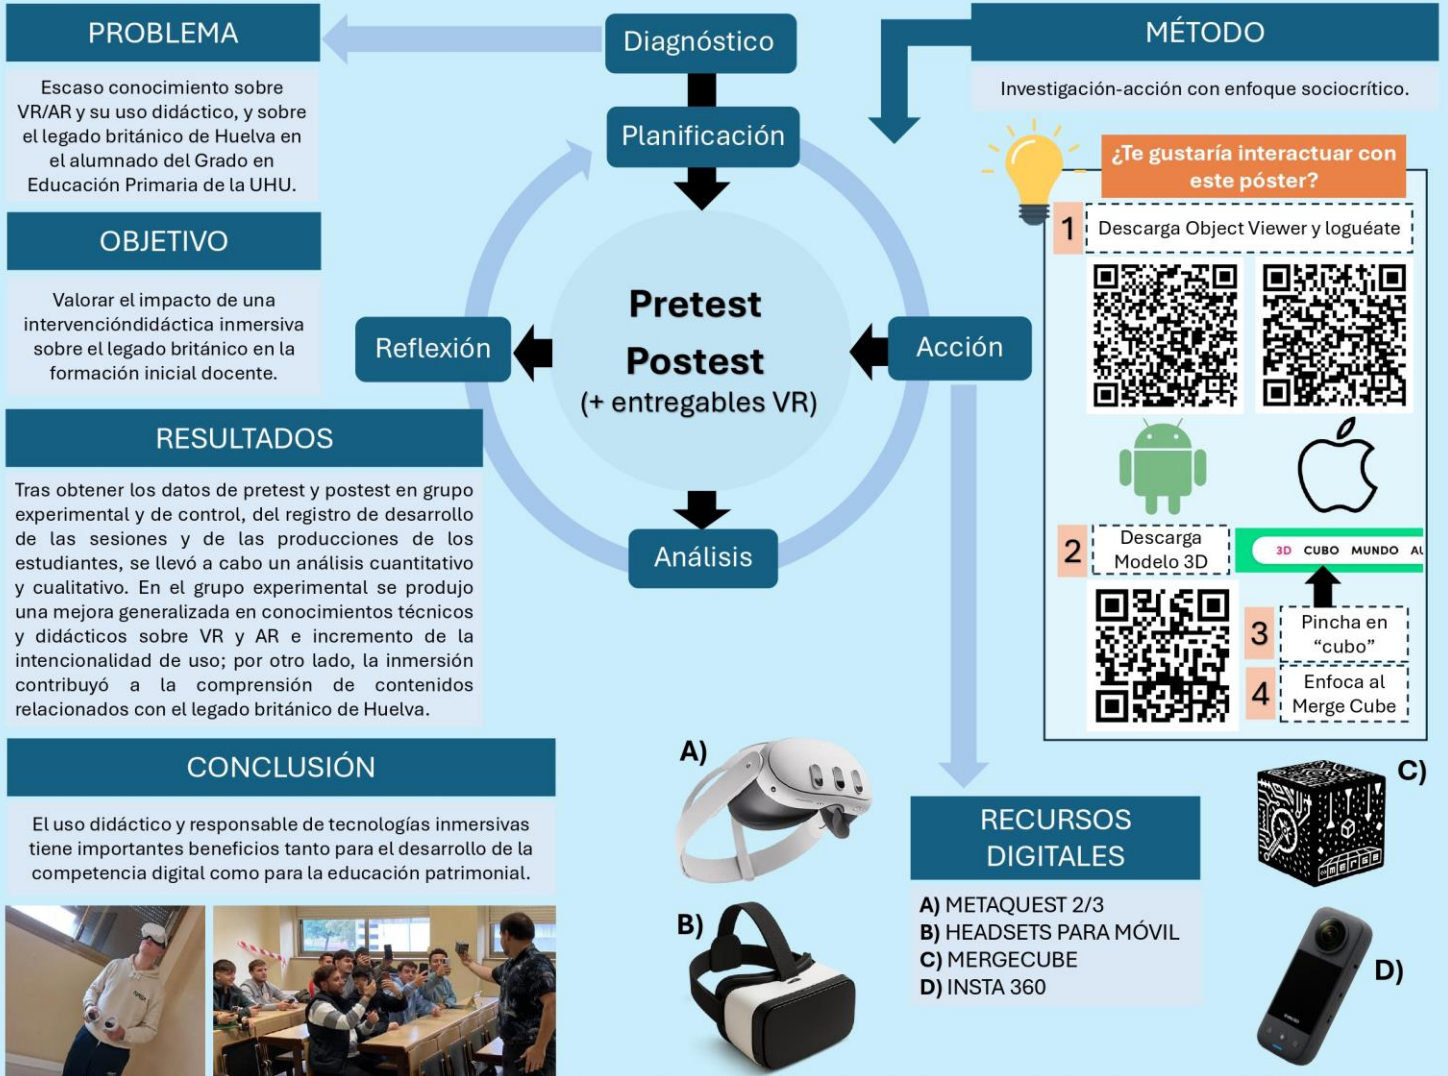 PROBLEMA
Escaso conocimiento sobre
VR/AR y su uso didáctico, y sobre
el legado británico de Huelva en
el alumnado del Grado en
Educación Primaria de la UHU.
OBJETIVO
Valorar el impacto de una
intervencióndidáctica inmersiva
sobre el legado británico en la
formación inicial docente.
RESULTADOS
Tras obtener los datos de pretest y postest en grupo
experimental y de control, del registro de desarrollo
de las sesiones y de las producciones de los
estudiantes, se llevó a cabo un análisis cuantitativo
y cualitativo. En el grupo experimental se produjo
una mejora generalizada en conocimientos técnicos
y didácticos sobre VR y AR e incremento de la
intencionalidad de uso; por otro lado, la inmersión
contribuyó a la comprensión de contenidos
relacionados con el legado británico de Huelva.
CONCLUSIÓN
El uso didáctico y responsable de tecnologías inmersivas
tiene importantes beneficios tanto para el desarrollo de la
competencia digital como para la educación patrimonial.
Diagnóstico
Planificación
Pretest
Postest
(+ entregables VR)
Reflexión
Acción
Análisis
MÉTODO
Investigación-acción con enfoque sociocrítico.
¿Te gustaría interactuar con
este póster?
1
Descarga Object Viewer y loguéate
2
Descarga
Modelo 3D
3D CUBO MUNDO AU
3
Pincha en
“cubo”
4
Enfoca al
Merge Cube
A)
B)
RECURSOS
DIGITALES
A) METAQUEST 2/3
B) HEADSETS PARA MÓVIL
C) MERGECUBE
D) INSTA 360
C)
merge
D)